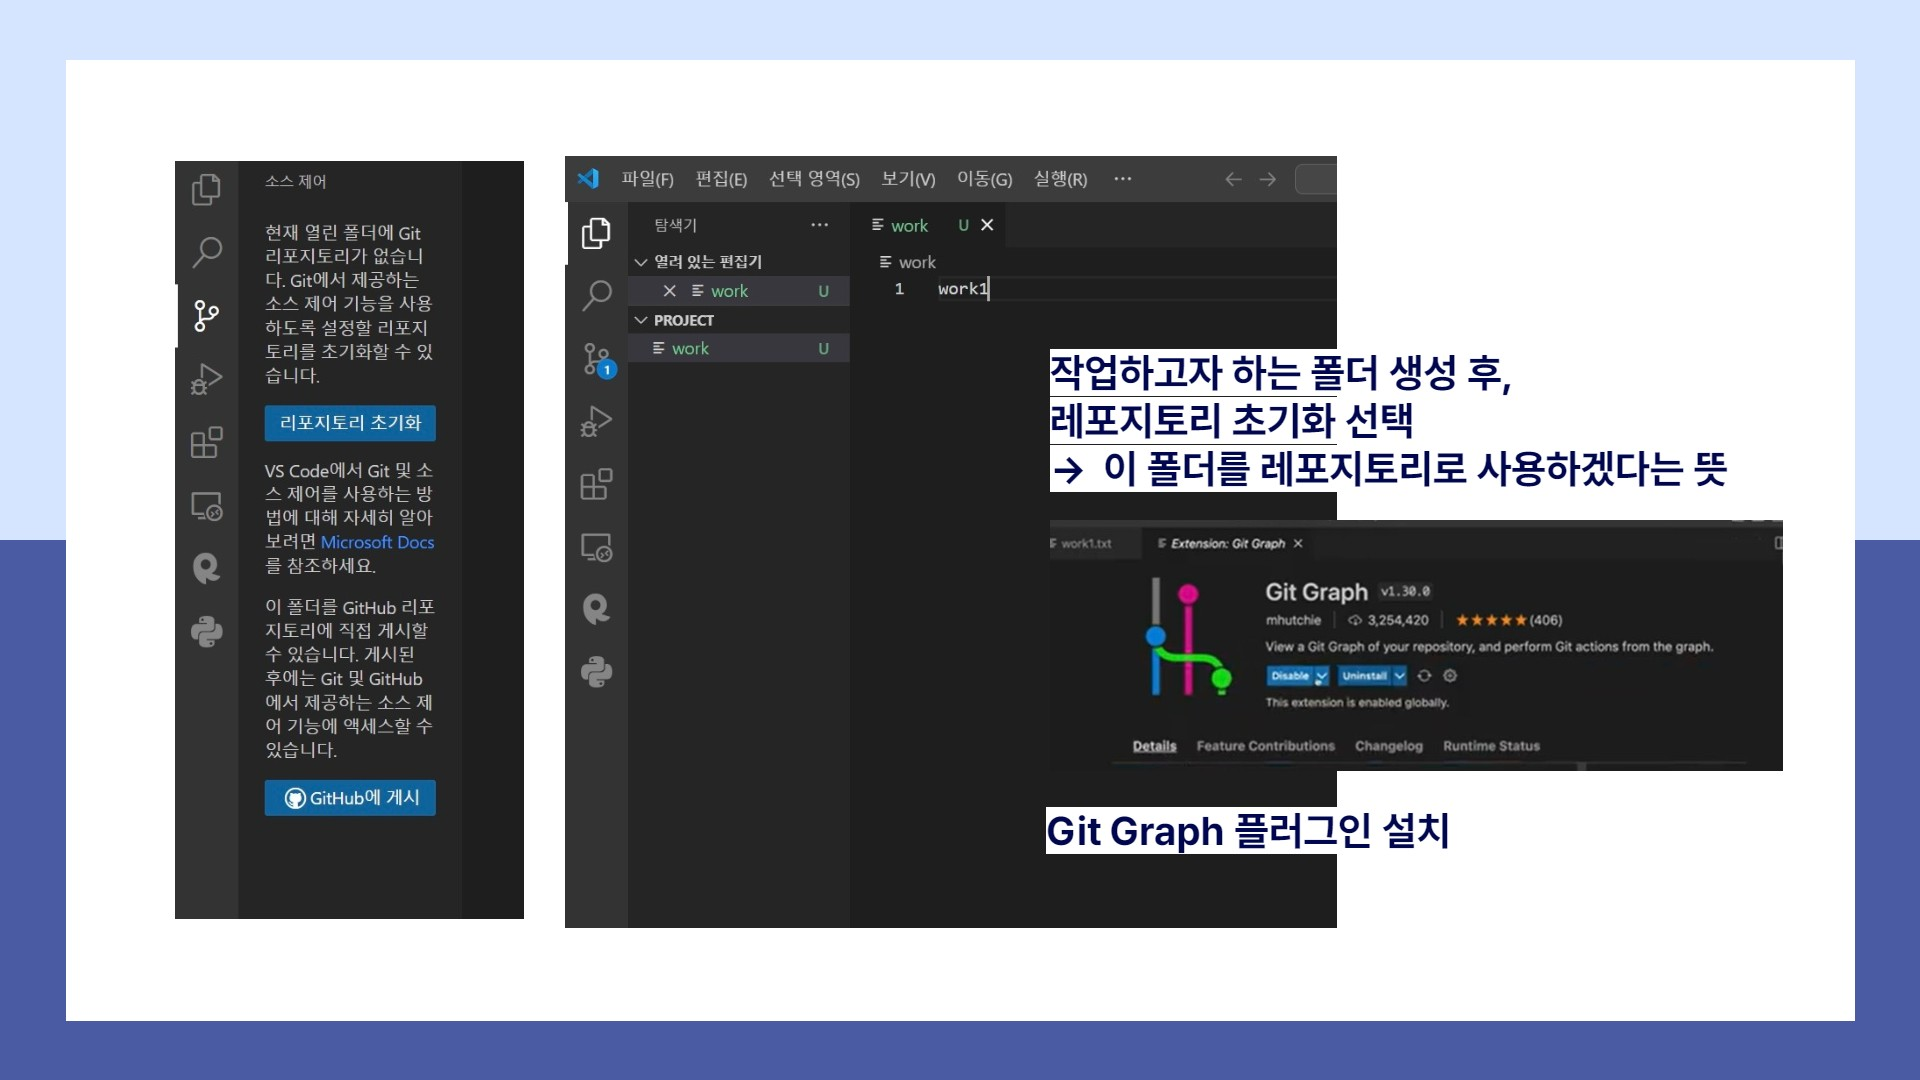 소스 제어
현재 열린 폴더에 Git
리포지토리가 없습니
다. Git에서 제공하는
소스 제어 기능을 사용
하도록 설정할 리포지
토리를 초기화할 수 있
습니다.
리포지토리 초기화
VS Code에서 Git 및 소
스 제어를 사용하는 방
법에 대해 자세히 알아
보려면 Microsoft Docs
를 참조하세요.
이 폴더를 GitHub 리포
지토리에 직접 게시할
수 있습니다. 게시된
후에는 Git 및 GitHub
에서 제공하는 소스 제
어 기능에 액세스할 수
있습니다.
GitHub에 게시
파일(F) 편집(E) 선택 영역(S) 보기(V) 이동(G) 실행(R) ···
탐색기 ···
열려 있는 편집기
work U
PROJECT
work U
1
work U
work
1 work1
작업하고자 하는 폴더 생성 후,
레포지토리 초기화 선택
→ 이 폴더를 레포지토리로 사용하겠다는 뜻
work1.txt Extension: Git Graph
Git Graph v1.30.0
mhutchie 3,254,420 ★★★★★(406)
View a Git Graph of your repository, and perform Git actions from the graph.
Disable Uninstall
This extension is enabled globally.
Details Feature Contributions Changelog Runtime Status
Git Graph 플러그인 설치